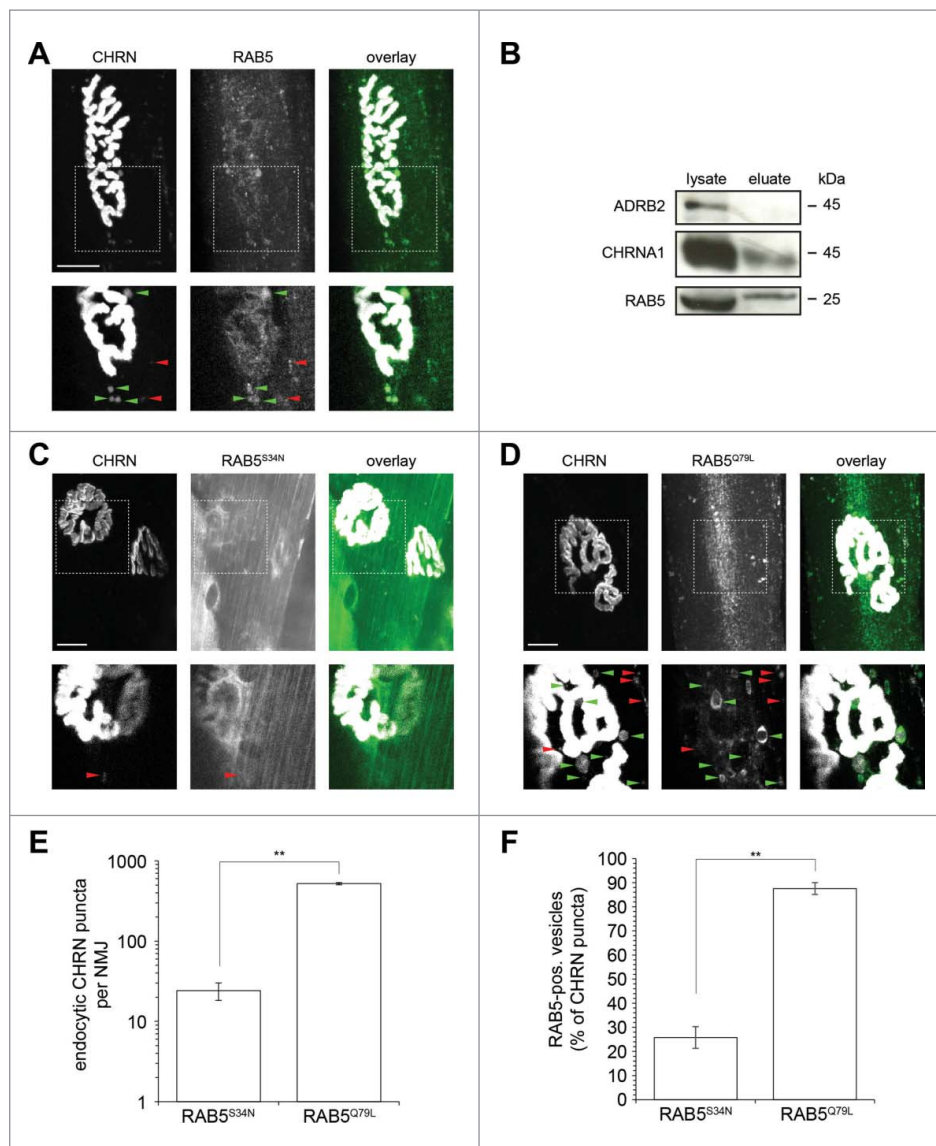 A
CHRN RAB5 overlay
B
lysate eluate kDa
ADRB2 – 45
CHRNA1 – 45
RAB5 – 25
C
CHRN RAB5S34N overlay
D
CHRN RAB5Q79L overlay
E
endocytic CHRN puncta
per NMJ
1000
100
10
1
**
RAB5S34N RAB5Q79L
F
RAB5-pos. vesicles
(% of CHRN puncta)
100
90
80
70
60
50
40
30
20
10
0
**
RAB5S34N RAB5Q79L